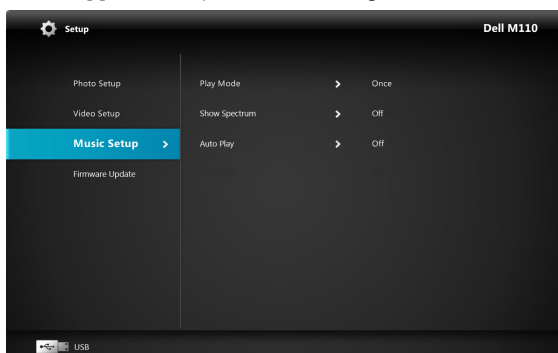 Setup
Dell M110
Photo Setup
Video Setup
Music Setup
Firmware Update
Play Mode Once
Show Spectrum Off
Auto Play Off
USB